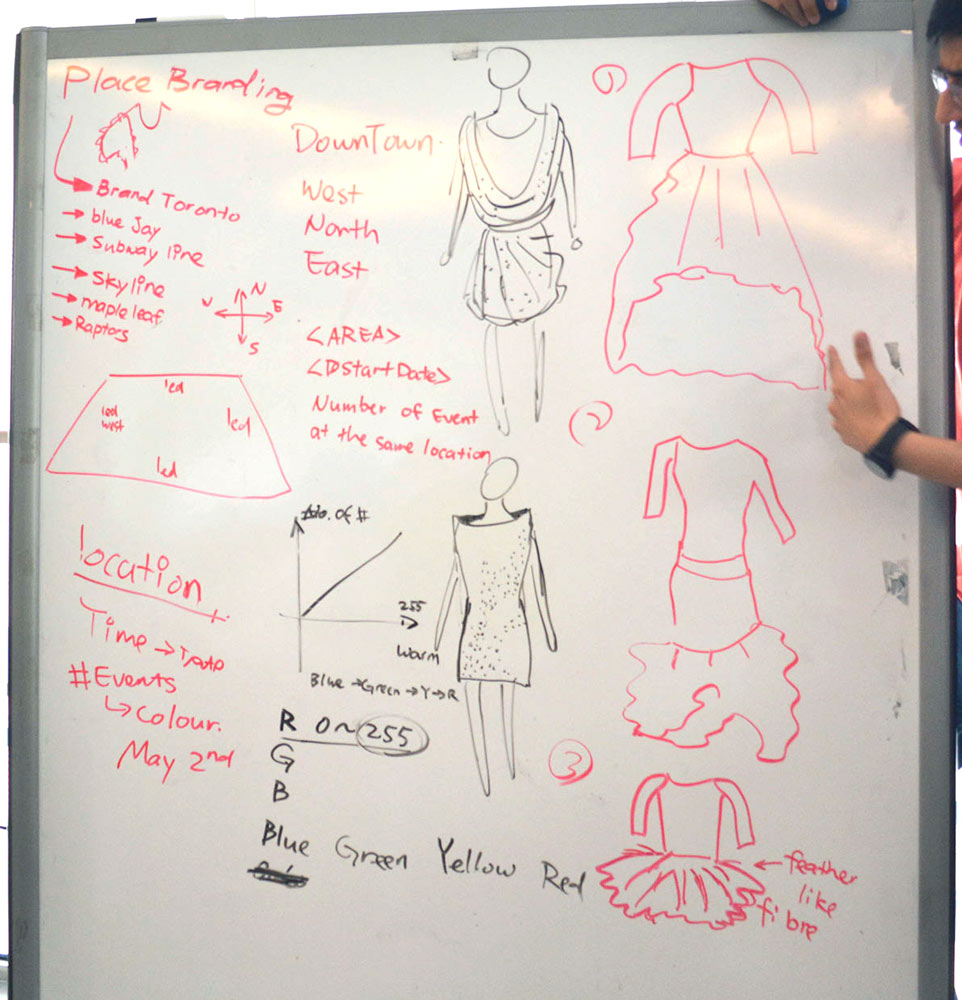 Place Branding
→ Brand Toronto
→ blue Jay
→ Subway line
→ Skyline
→ maple leaf
→ Raptors
N
E
S
led
led
west
led
led
location
Time → Date
#Events
↳ Colour.
May 2nd
DownTown.
West
North
East
<AREA>
<DstartDate>
Number of Event
at the same location
No. of #
255
Warm
Blue → Green → Y → R
R 0~255
G
B
Blue Green Yellow Red
1
2
3
← feather
like
fibre